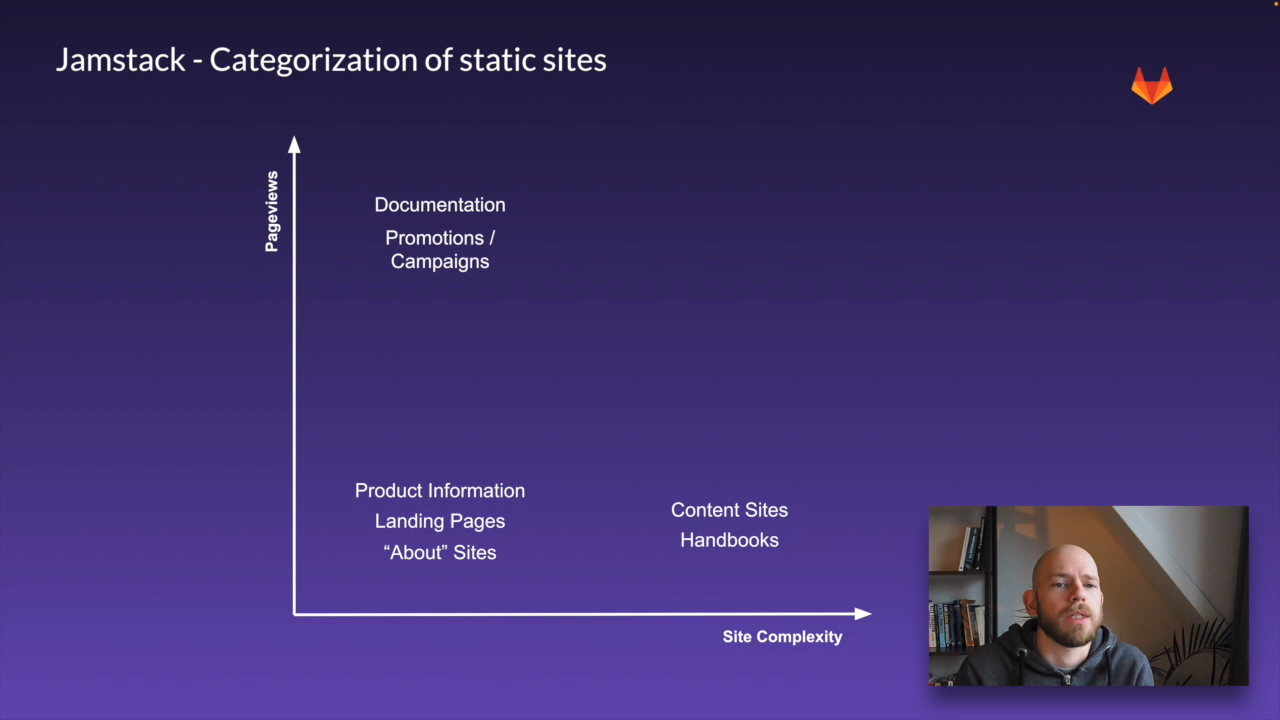 Jamstack - Categorization of static sites
Pageviews
Documentation
Promotions /
Campaigns
Product Information
Landing Pages
“About” Sites
Content Sites
Handbooks
Site Complexity